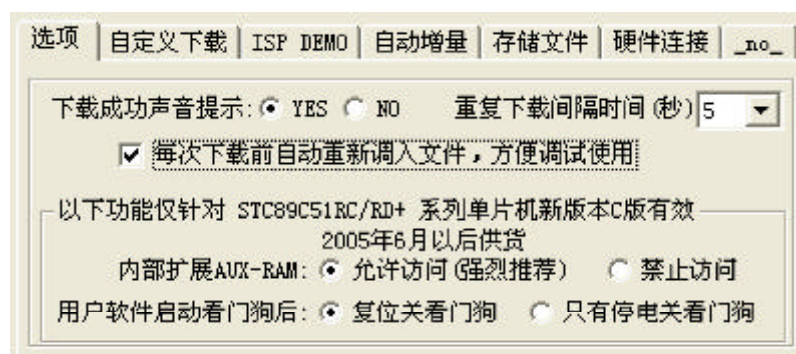 选项 自定义下载 ISP DEMO 自动增量 存储文件 硬件连接 _no_
下载成功声音提示: YES NO 重复下载间隔时间(秒) 5
每次下载前自动重新调入文件，方便调试使用
以下功能仅针对 STC89C51RC/RD+ 系列单片机新版本C版有效
2005年6月以后供货
内部扩展AUX-RAM: 允许访问(强烈推荐) 禁止访问
用户软件启动看门狗后: 复位关看门狗 只有停电关看门狗